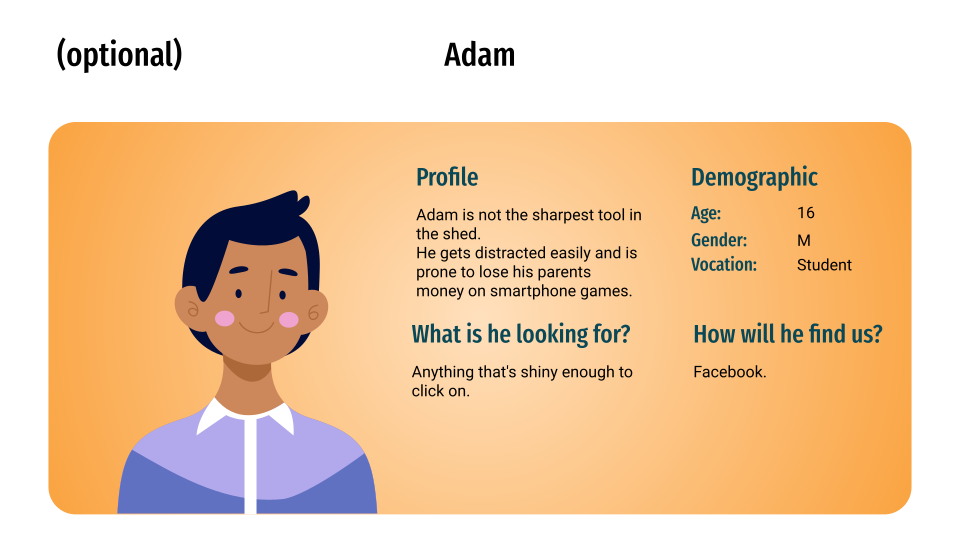 (optional)
Adam
Profile
Adam is not the sharpest tool in
the shed.
He gets distracted easily and is
prone to lose his parents
money on smartphone games.
Demographic
Age: 16
Gender: M
Vocation: Student
What is he looking for?
Anything that's shiny enough to
click on.
How will he find us?
Facebook.